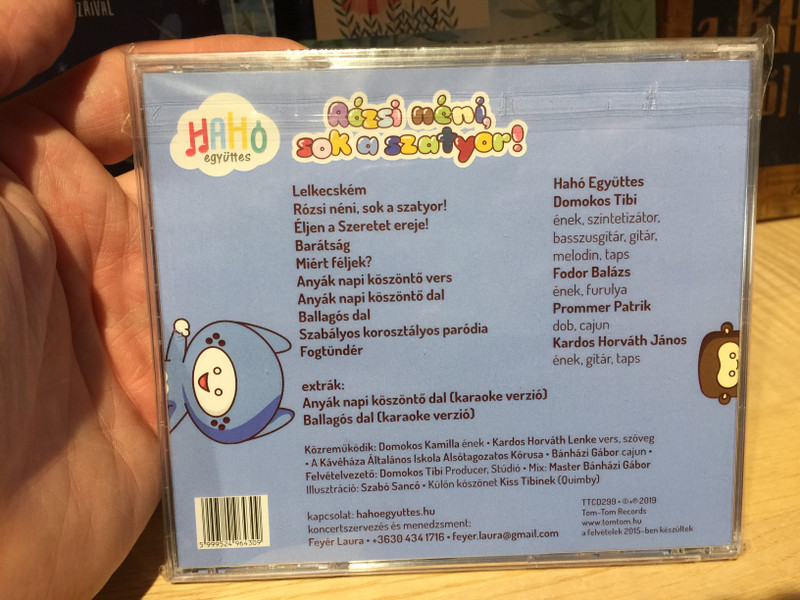 ZÁIVAL
HAHÓ
együttes
Rózsi néni,
sok a szatyor!
Lelkecském
Rózsi néni, sok a szatyor!
Éljen a Szeretet ereje!
Barátság
Miért féljek?
Anyák napi köszöntő vers
Anyák napi köszöntő dal
Ballagós dal
Szabályos korosztályos paródia
Fogtündér
extrák:
Anyák napi köszöntő dal (karaoke verzió)
Ballagós dal (karaoke verzió)
Hahó Együttes
Domokos Tibi
ének, szintetizátor,
basszusgitár, gitár,
melodin, taps
Fodor Balázs
ének, furulya
Prommer Patrik
dob, cajun
Kardos Horváth János
ének, gitár, taps
Közreműködik: Domokos Kamilla ének • Kardos Horváth Lenke vers, szöveg
• A Kávéháza Általános Iskola Alsótagozatos Kórusa • Bánházi Gábor cajun •
Felvételvezető: Domokos Tibi Producer, Stúdió • Mix: Master Bánházi Gábor
Illusztráció: Szabó Sancó • Külön köszönet Kiss Tibinek (Quimby)
5999524964309
kapcsolat: hahoegyuttes.hu
koncertszervezés és menedzsment:
Feyér Laura • +3630 434 1716 • feyer.laura@gmail.com
TTCD299 • ©+℗ 2019
Tom-Tom Records
www.tomtom.hu
a felvételek 2015-ben készültek